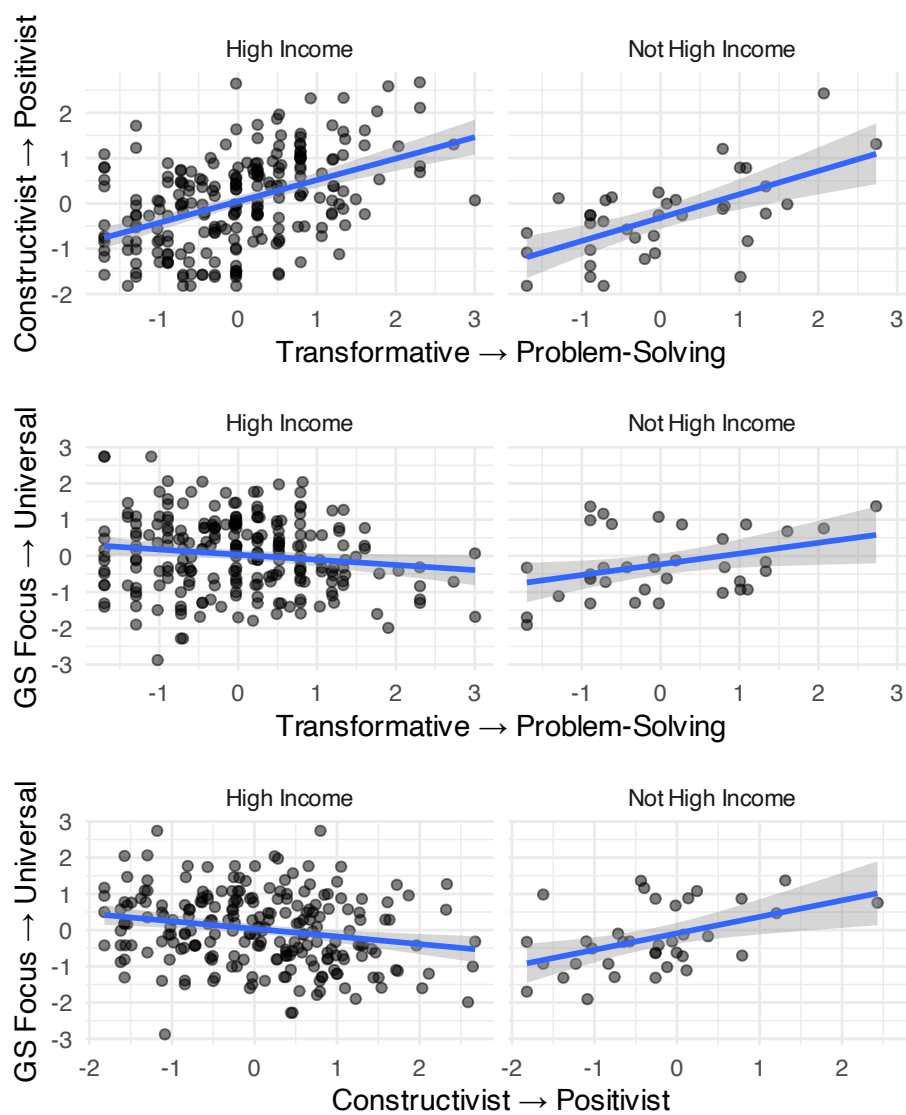 High Income
Not High Income
Constructivist → Positivist
2
1
0
-1
-2
-1 0 1 2 3
-1 0 1 2 3
Transformative → Problem-Solving
High Income
Not High Income
GS Focus → Universal
3
2
1
0
-1
-2
-3
-1 0 1 2 3
-1 0 1 2 3
Transformative → Problem-Solving
High Income
Not High Income
GS Focus → Universal
3
2
1
0
-1
-2
-3
-2 -1 0 1 2
-2 -1 0 1 2
Constructivist → Positivist